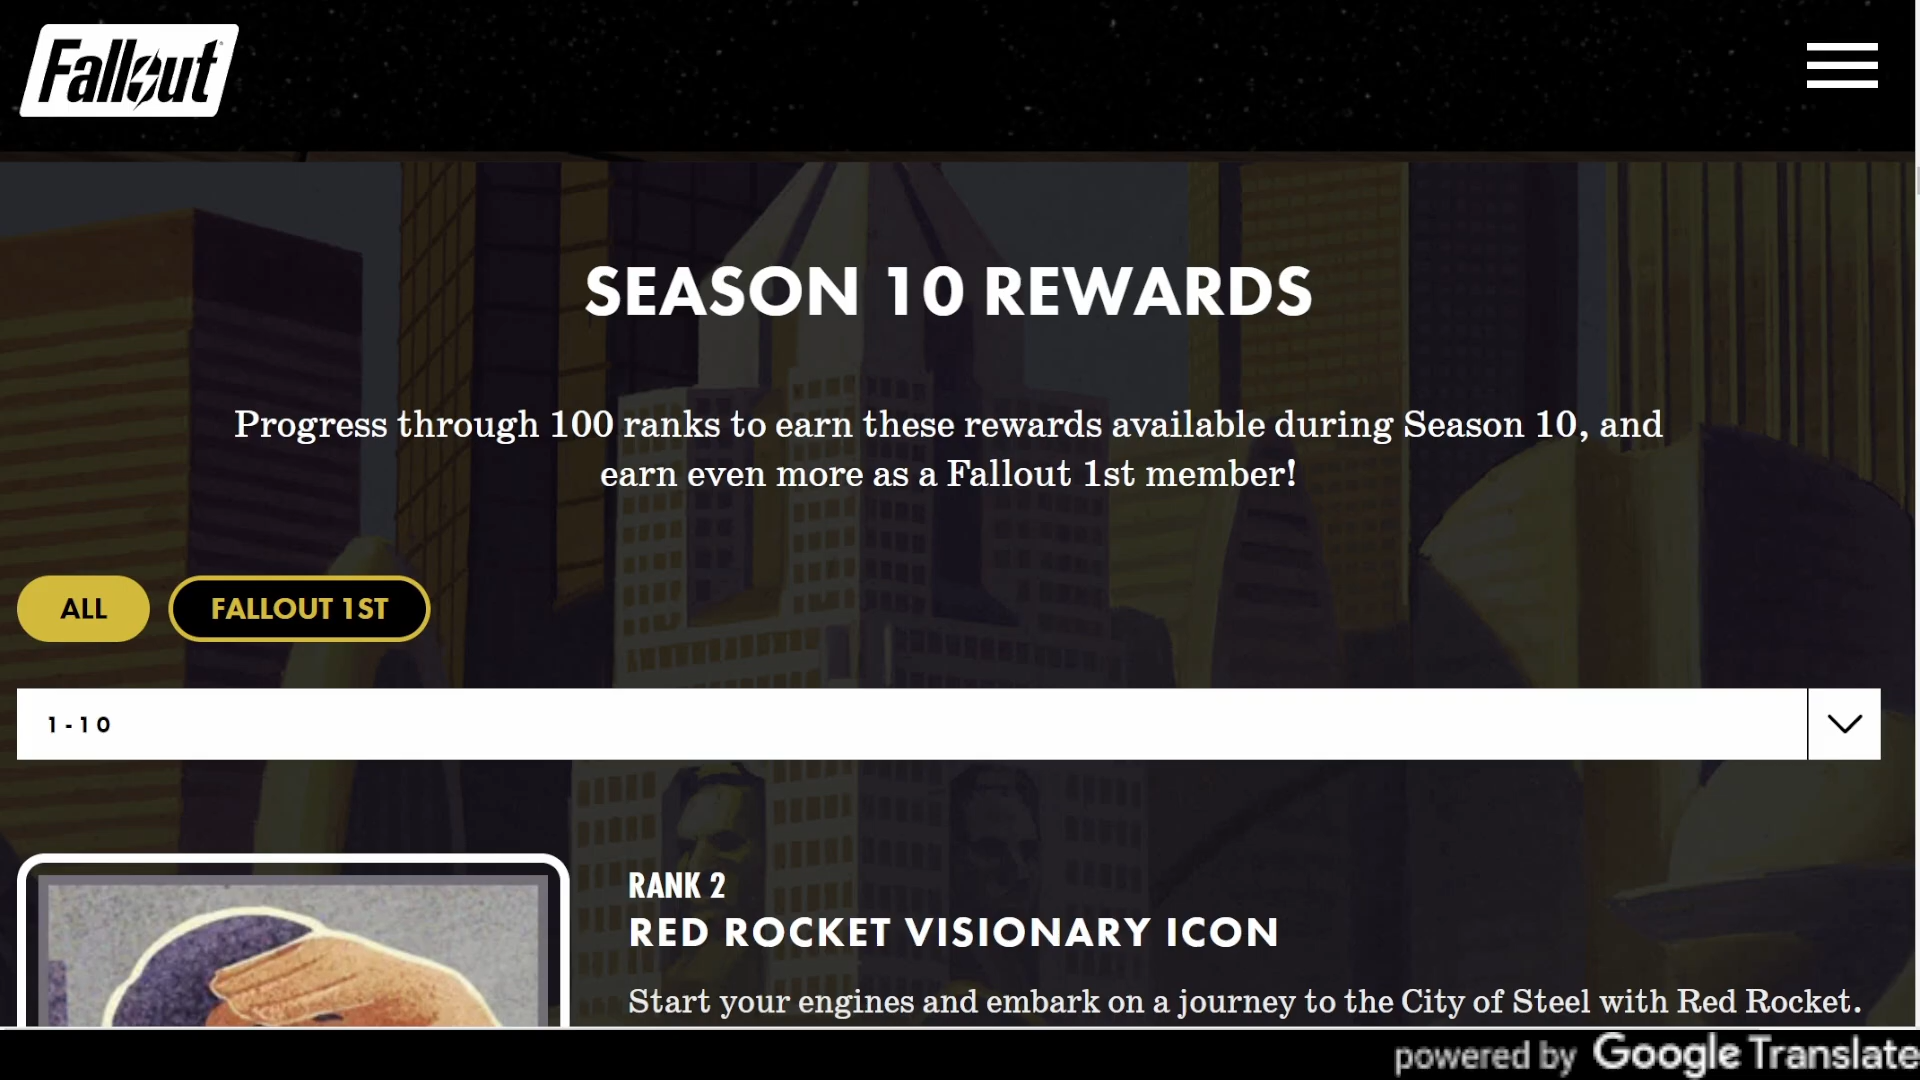 Fallout
SEASON 10 REWARDS
Progress through 100 ranks to earn these rewards available during Season 10, and
earn even more as a Fallout 1st member!
ALL
FALLOUT 1ST
1-10
RANK 2
RED ROCKET VISIONARY ICON
Start your engines and embark on a journey to the City of Steel with Red Rocket.
powered by Google Translate